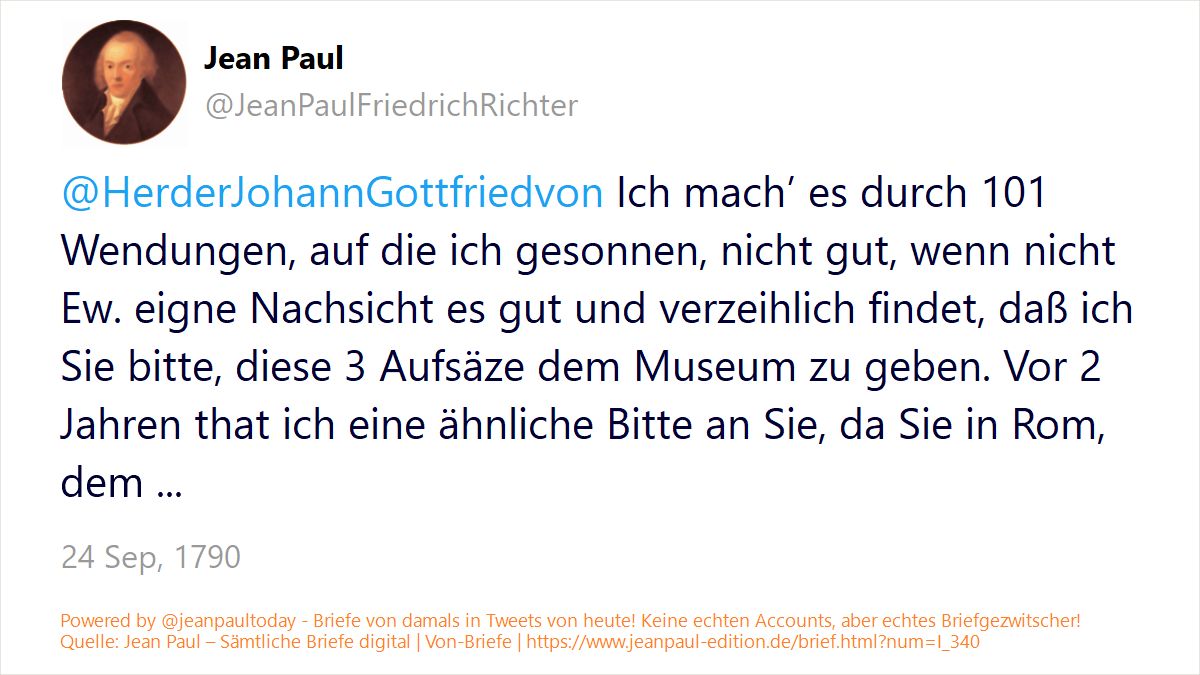 Jean Paul
@JeanPaulFriedrichRichter
@HerderJohannGottfriedvon Ich mach’ es durch 101
Wendungen, auf die ich gesonnen, nicht gut, wenn nicht
Ew. eigne Nachsicht es gut und verzeihlich findet, daß ich
Sie bitte, diese 3 Aufsäze dem Museum zu geben. Vor 2
Jahren that ich eine ähnliche Bitte an Sie, da Sie in Rom,
dem ...
24 Sep, 1790
Powered by @jeanpaultoday - Briefe von damals in Tweets von heute! Keine echten Accounts, aber echtes Briefgezwitscher!
Quelle: Jean Paul – Sämtliche Briefe digital | Von-Briefe | https://www.jeanpaul-edition.de/brief.html?num=I_340